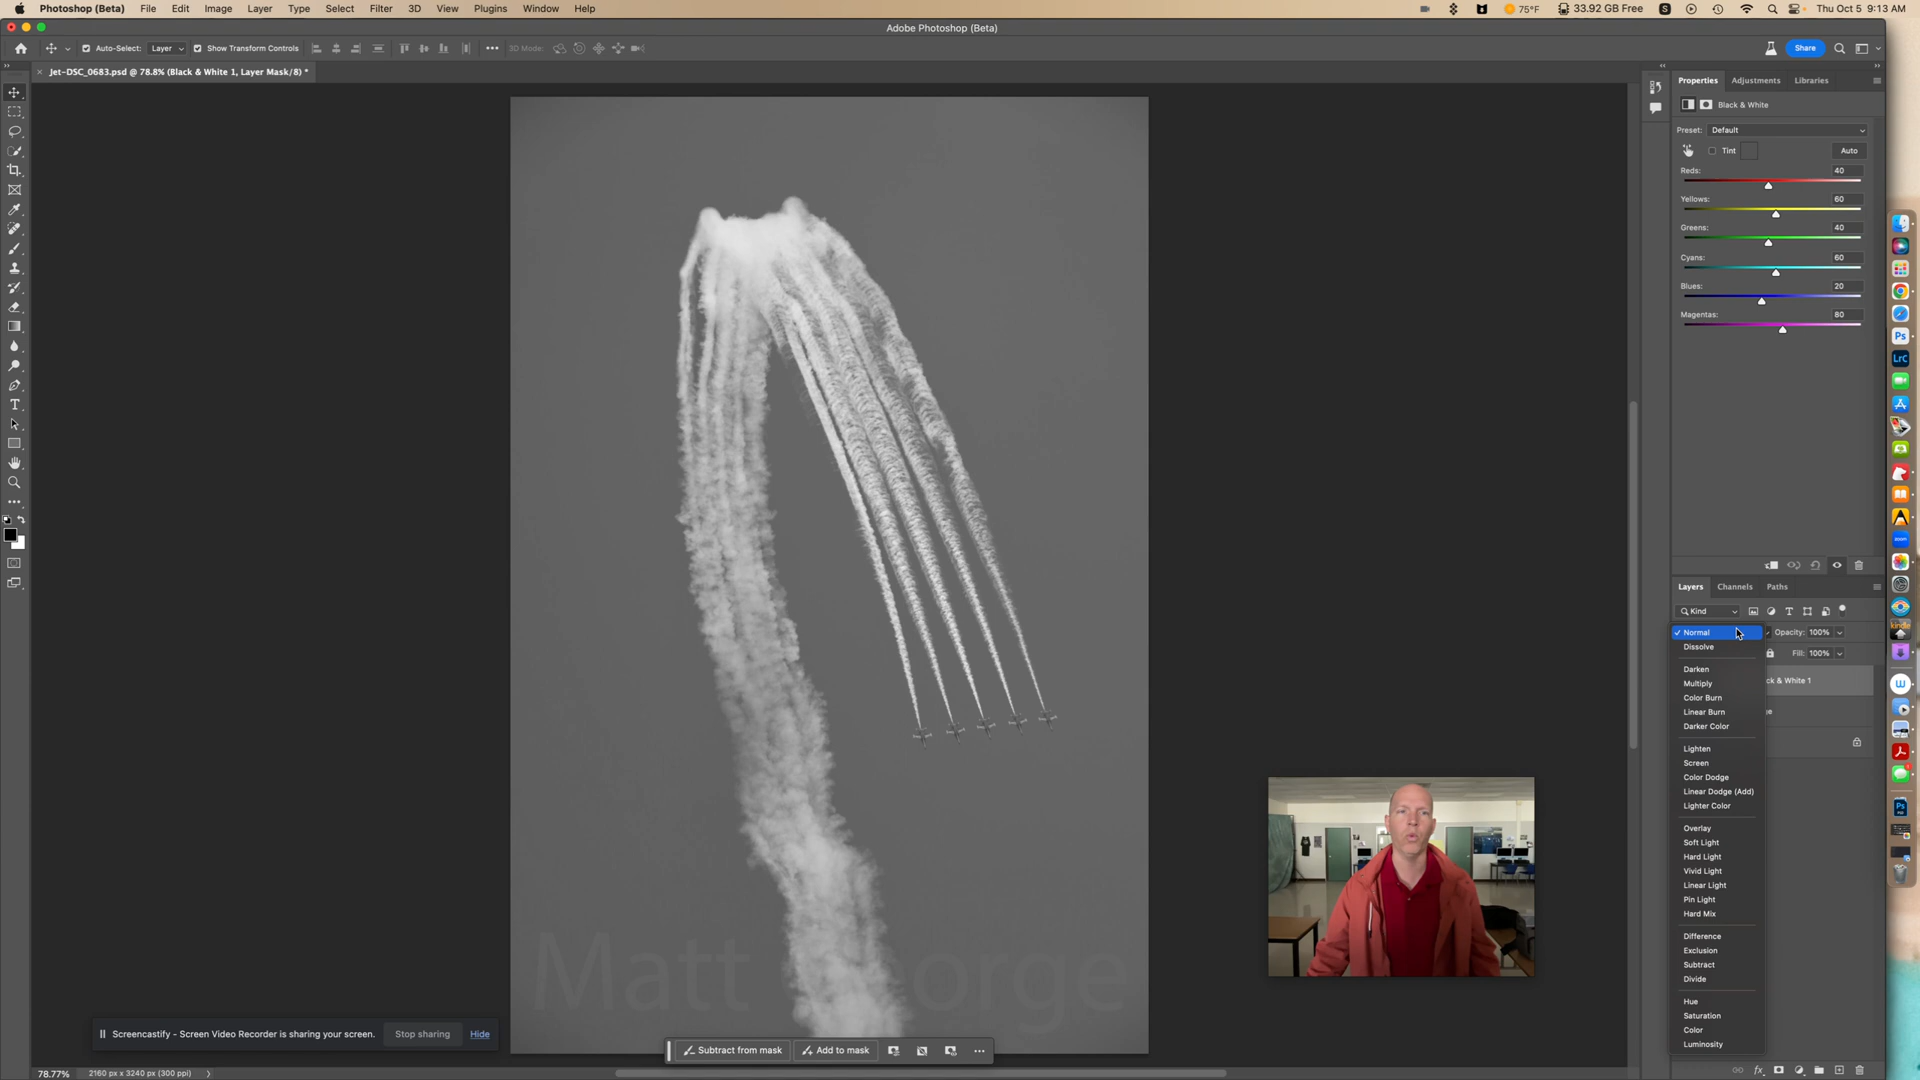 Photoshop (Beta) File Edit Image Layer Type Select Filter 3D View Plugins Window Help 75°F 33.92 GB Free Thu Oct 5 9:13 AM
Adobe Photoshop (Beta)
Auto-Select: Layer Show Transform Controls 3D Mode: Share
Jet-DSC_0683.psd @ 78.8% (Black & White 1, Layer Mask/8) *
Properties Adjustments Libraries
Black & White
Preset: Default
Tint Auto
Reds: 40
Yellows: 60
Greens: 40
Cyans: 60
Blues: 20
Magentas: 80
Layers Channels Paths
Kind
Normal Opacity: 100%
Dissolve Fill: 100%
Darken
Multiply ck & White 1
Color Burn
Linear Burn
Darker Color
Lighten
Screen
Color Dodge
Linear Dodge (Add)
Lighter Color
Overlay
Soft Light
Hard Light
Vivid Light
Linear Light
Pin Light
Hard Mix
Difference
Exclusion
Subtract
Divide
Hue
Saturation
Color
Luminosity
Matt
Screencastify - Screen Video Recorder is sharing your screen. Stop sharing Hide
Subtract from mask Add to mask
78.77% 2160 px x 3240 px (300 ppi)